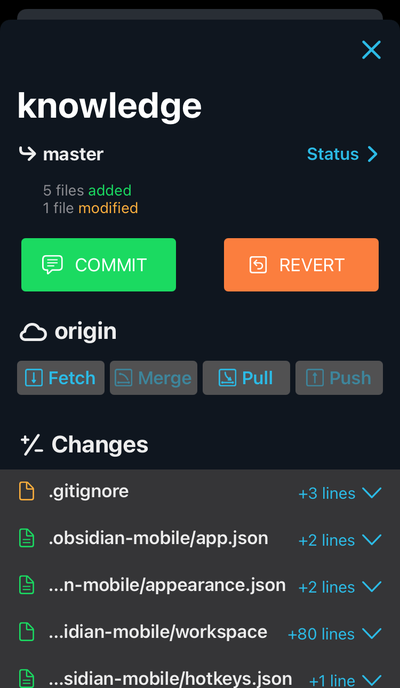 knowledge
master
Status
5 files added
1 file modified
COMMIT
REVERT
origin
Fetch
Merge
Pull
Push
Changes
.gitignore
+3 lines
.obsidian-mobile/app.json
+2 lines
...n-mobile/appearance.json
+2 lines
...idian-mobile/workspace
+80 lines
...sidian-mobile/hotkeys.json
+1 line